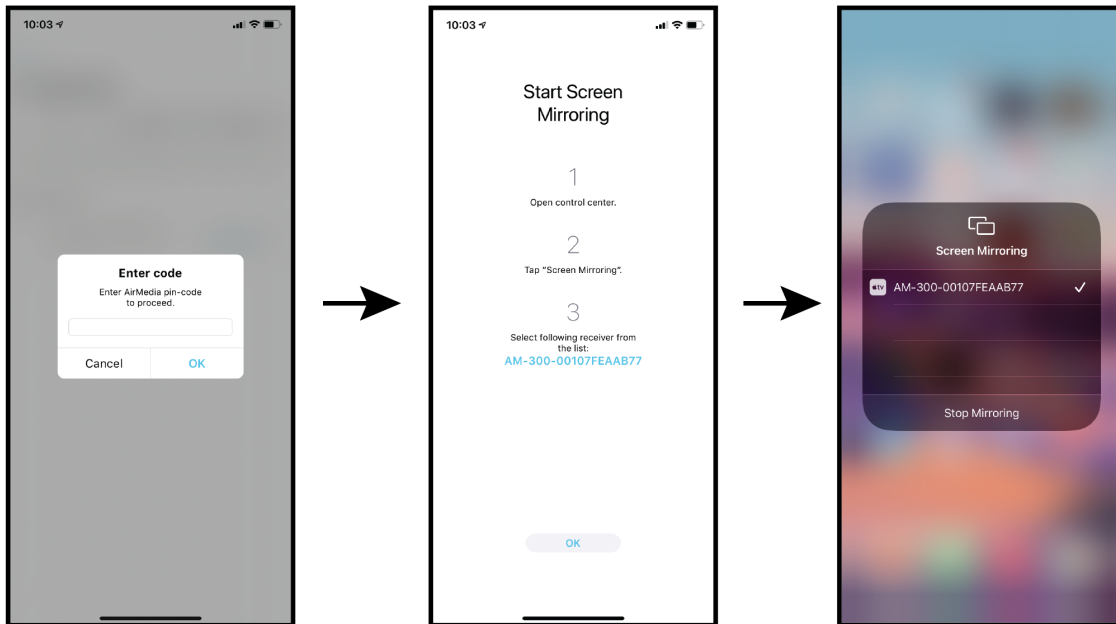 10:03
Enter code
Enter AirMedia pin-code
to proceed.
Cancel
OK
10:03
Start Screen
Mirroring
1
Open control center.
2
Tap “Screen Mirroring”.
3
Select following receiver from
the list:
AM-300-00107FEAAB77
OK
Screen Mirroring
tv AM-300-00107FEAAB77
Stop Mirroring